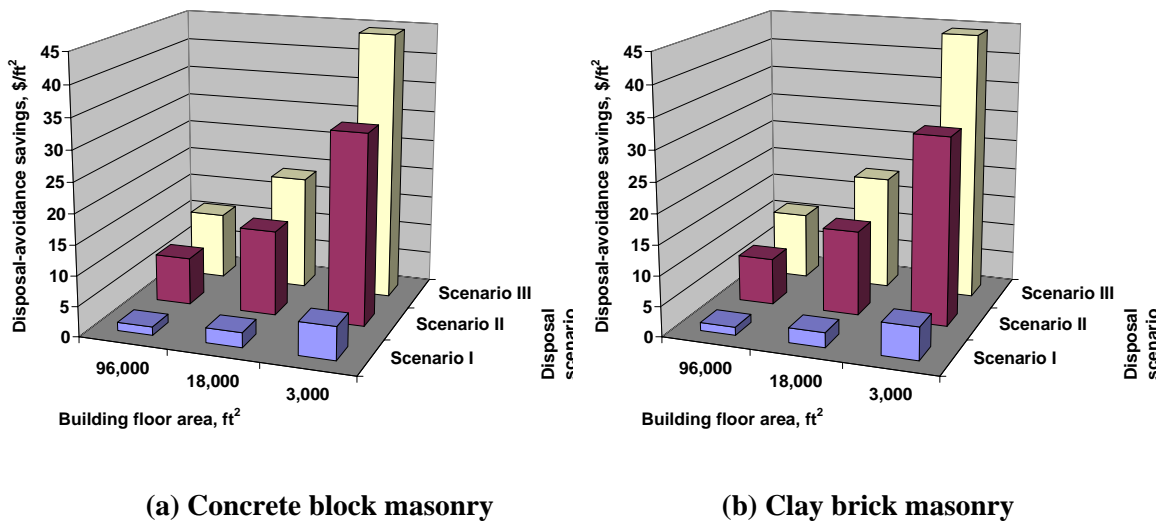 Disposal-avoidance savings, $/ft²
45
40
35
30
25
20
15
10
5
0
Scenario III
Scenario II
Scenario I
Disposal
scenario
96,000
18,000
3,000
Building floor area, ft²
(a) Concrete block masonry
Disposal-avoidance savings, $/ft²
45
40
35
30
25
20
15
10
5
0
Scenario III
Scenario II
Scenario I
Disposal
scenario
96,000
18,000
3,000
Building floor area, ft²
(b) Clay brick masonry